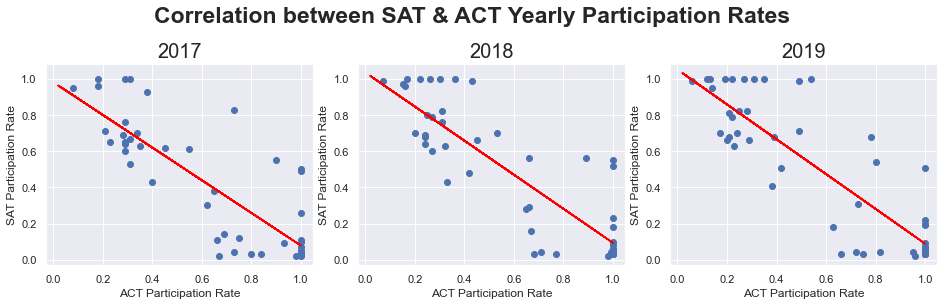 Correlation between SAT & ACT Yearly Participation Rates
2017
2018
2019
SAT Participation Rate
1.0
0.8
0.6
0.4
0.2
0.0
0.0 0.2 0.4 0.6 0.8 1.0
ACT Participation Rate
SAT Participation Rate
1.0
0.8
0.6
0.4
0.2
0.0
0.0 0.2 0.4 0.6 0.8 1.0
ACT Participation Rate
SAT Participation Rate
1.0
0.8
0.6
0.4
0.2
0.0
0.0 0.2 0.4 0.6 0.8 1.0
ACT Participation Rate